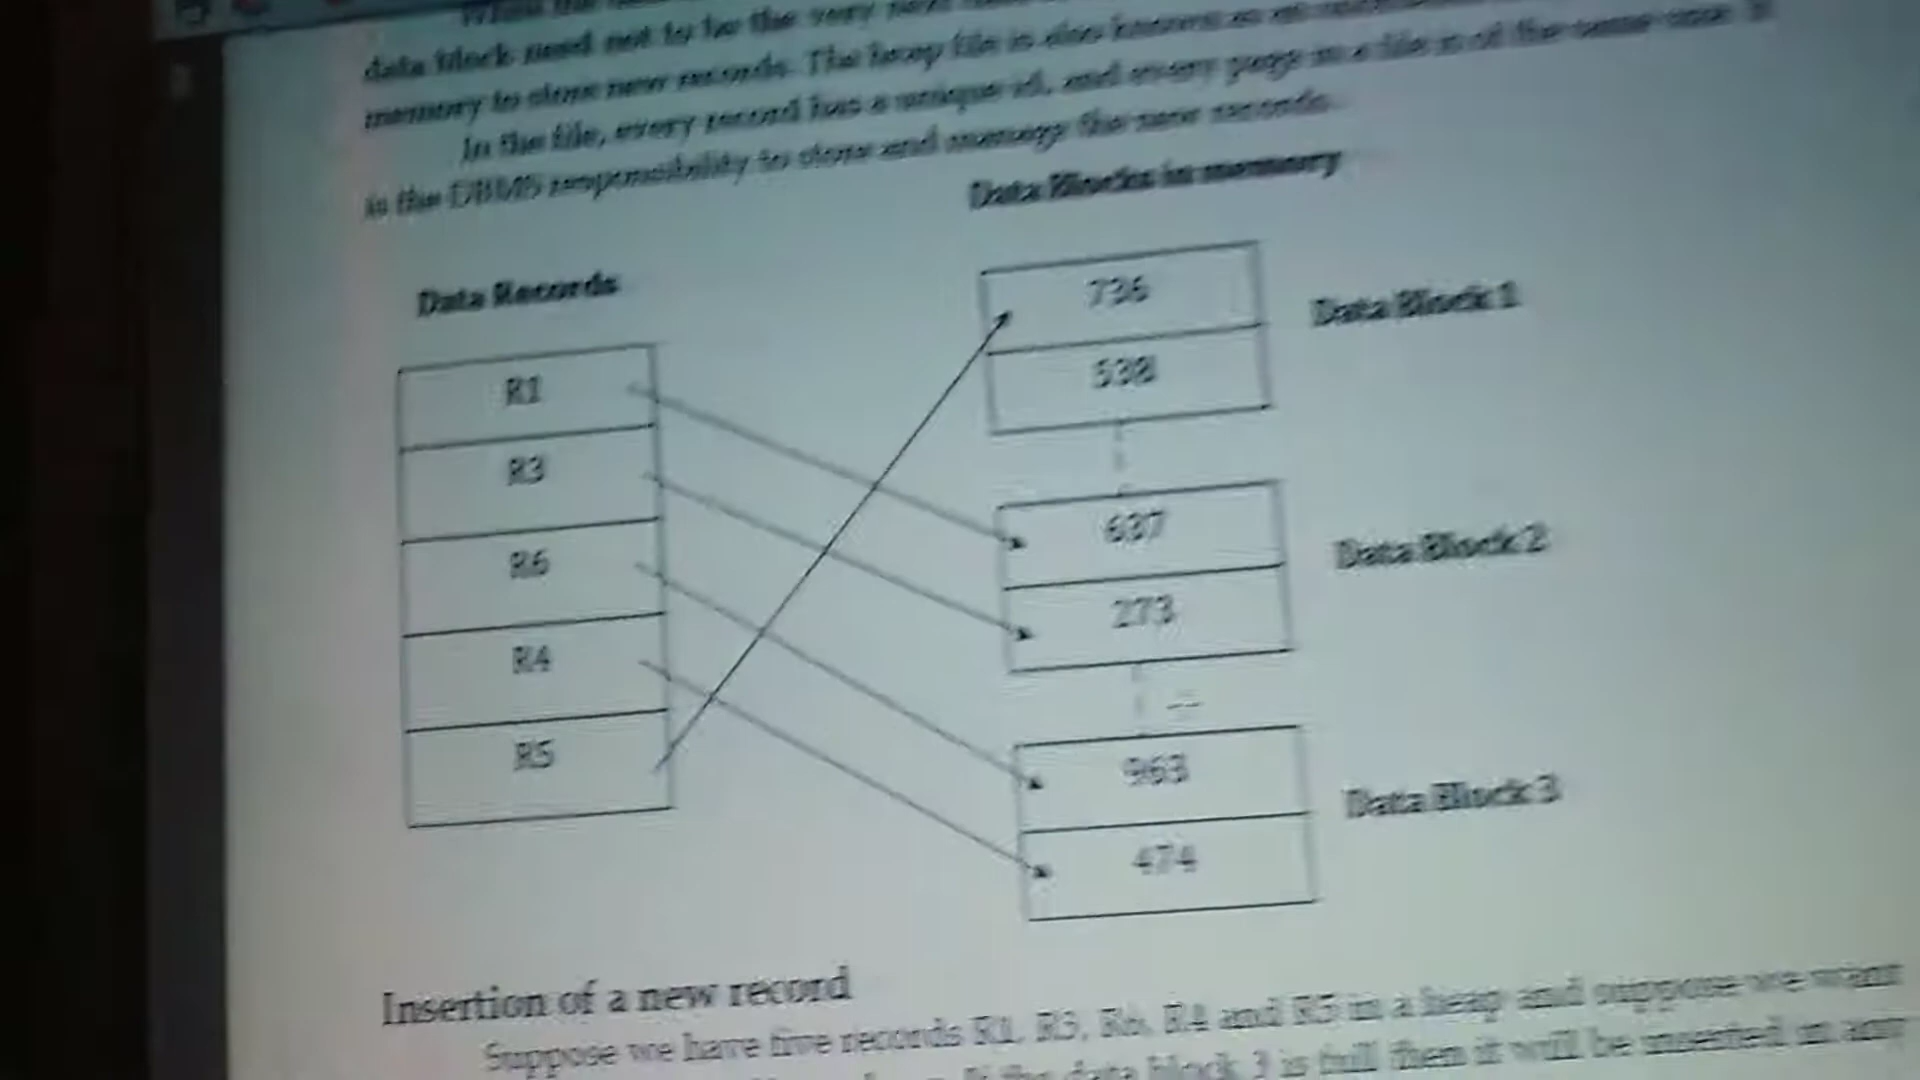 data block need not to be the very next
memory to store new records. The heap file is also known as an
In the file, every record has a unique id, and every page in a file is of the same size. It
is the DBMS responsibility to store and manage the new records.
Data Records
Data Blocks in memory
R1
R3
R6
R4
R5
736
538
Data Block 1
637
273
Data Block 2
963
474
Data Block 3
Insertion of a new record
Suppose we have five records R1, R3, R6, R4 and R5 in a heap and suppose we want
If the data block 3 is full then it will be inserted in any